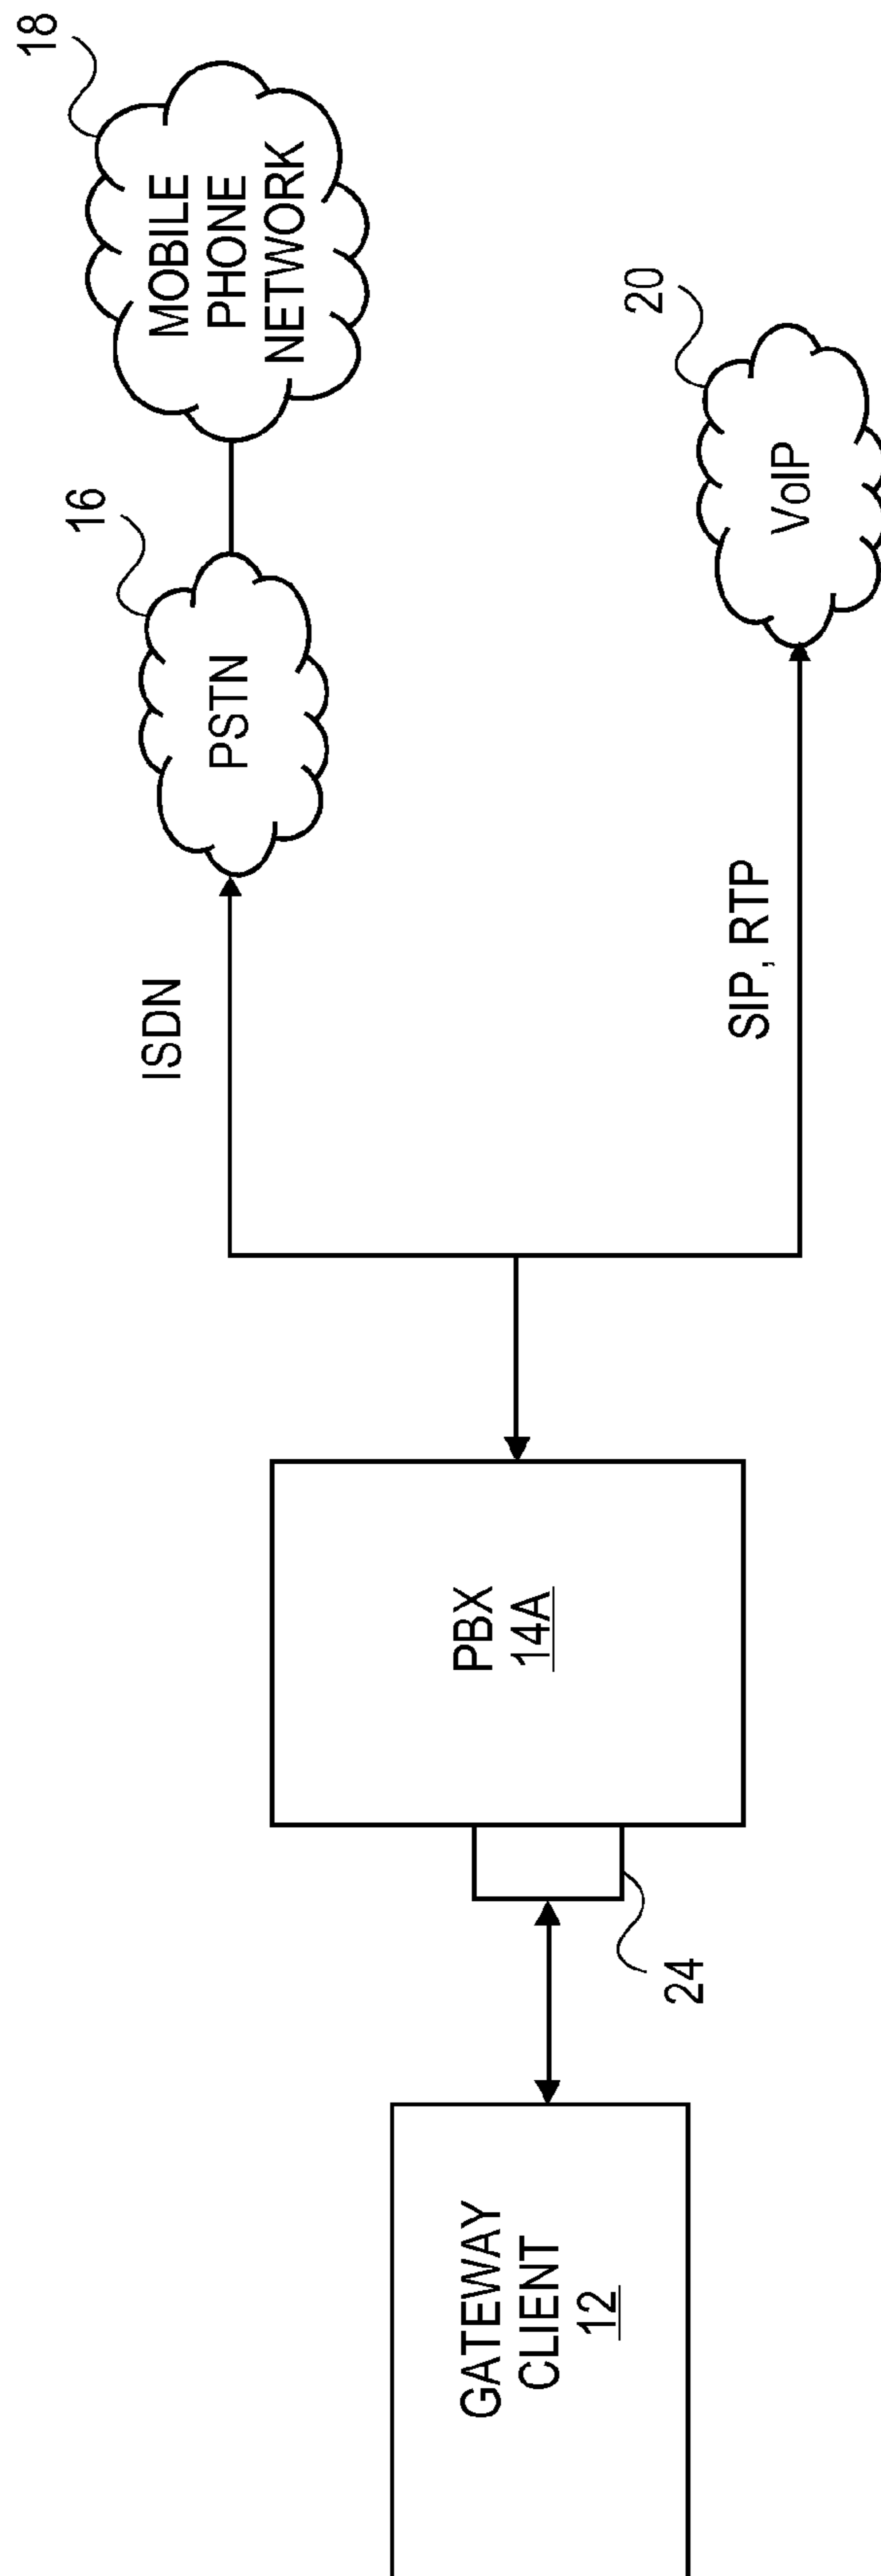 18
MOBILE
PHONE
NETWORK
16
PSTN
20
VoIP
ISDN
SIP, RTP
PBX
14A
24
GATEWAY
CLIENT
12